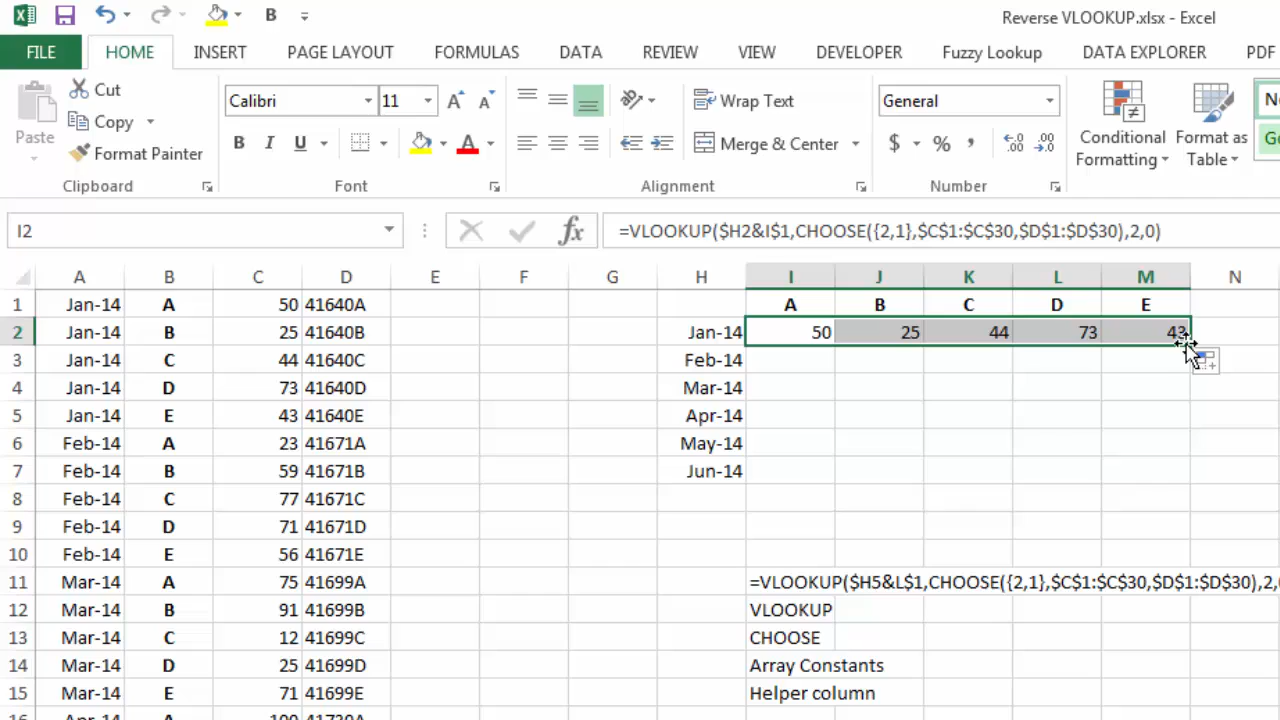 Reverse VLOOKUP.xlsx - Excel
B
FILE HOME INSERT PAGE LAYOUT FORMULAS DATA REVIEW VIEW DEVELOPER Fuzzy Lookup DATA EXPLORER PDF
Paste Cut
Copy
Format Painter
Calibri 11 Wrap Text General
B I U Merge & Center $ % , Conditional Formatting Format as Table
Clipboard Font Alignment Number
I2 fx =VLOOKUP($H2&I$1,CHOOSE({2,1},$C$1:$C$30,$D$1:$D$30),2,0)
A B C D E F G H I J K L M N
1 Jan-14 A 50 41640A A B C D E
2 Jan-14 B 25 41640B Jan-14 50 25 44 73 43
3 Jan-14 C 44 41640C Feb-14
4 Jan-14 D 73 41640D Mar-14
5 Jan-14 E 43 41640E Apr-14
6 Feb-14 A 23 41671A May-14
7 Feb-14 B 59 41671B Jun-14
8 Feb-14 C 77 41671C
9 Feb-14 D 71 41671D
10 Feb-14 E 56 41671E
11 Mar-14 A 75 41699A =VLOOKUP($H5&L$1,CHOOSE({2,1},$C$1:$C$30,$D$1:$D$30),2,
12 Mar-14 B 91 41699B VLOOKUP
13 Mar-14 C 12 41699C CHOOSE
14 Mar-14 D 25 41699D Array Constants
15 Mar-14 E 71 41699E Helper column
16 Apr-14 A 100 41730A